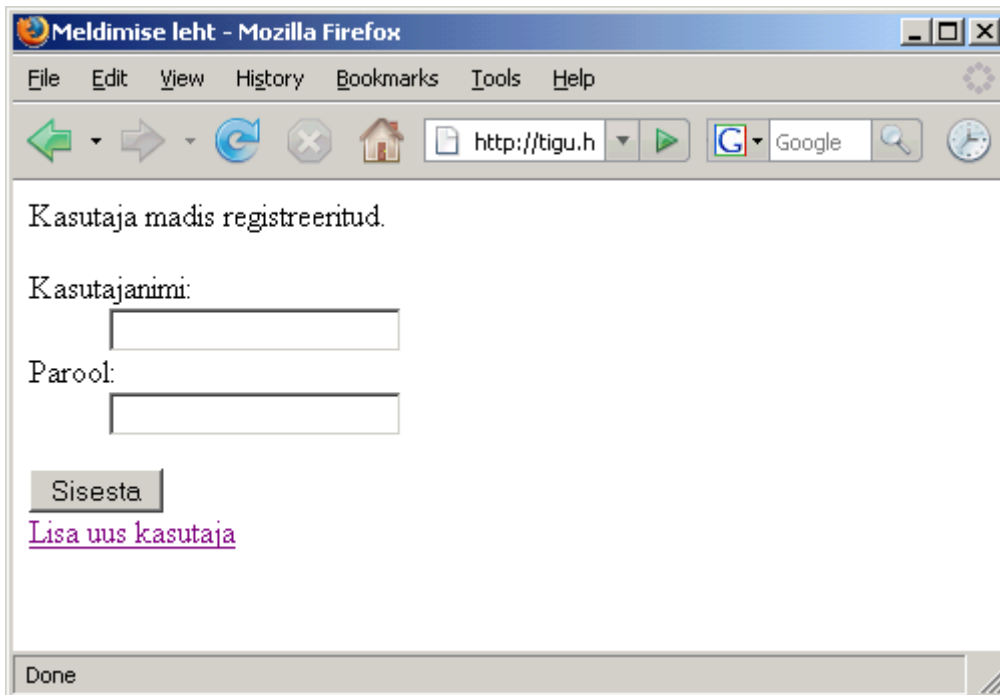 Meldimise leht - Mozilla Firefox
File Edit View History Bookmarks Tools Help
http://tigu.h G Google
Kasutaja madis registreeritud.
Kasutajanimi:
Parool:
Sisesta
Lisa uus kasutaja
Done